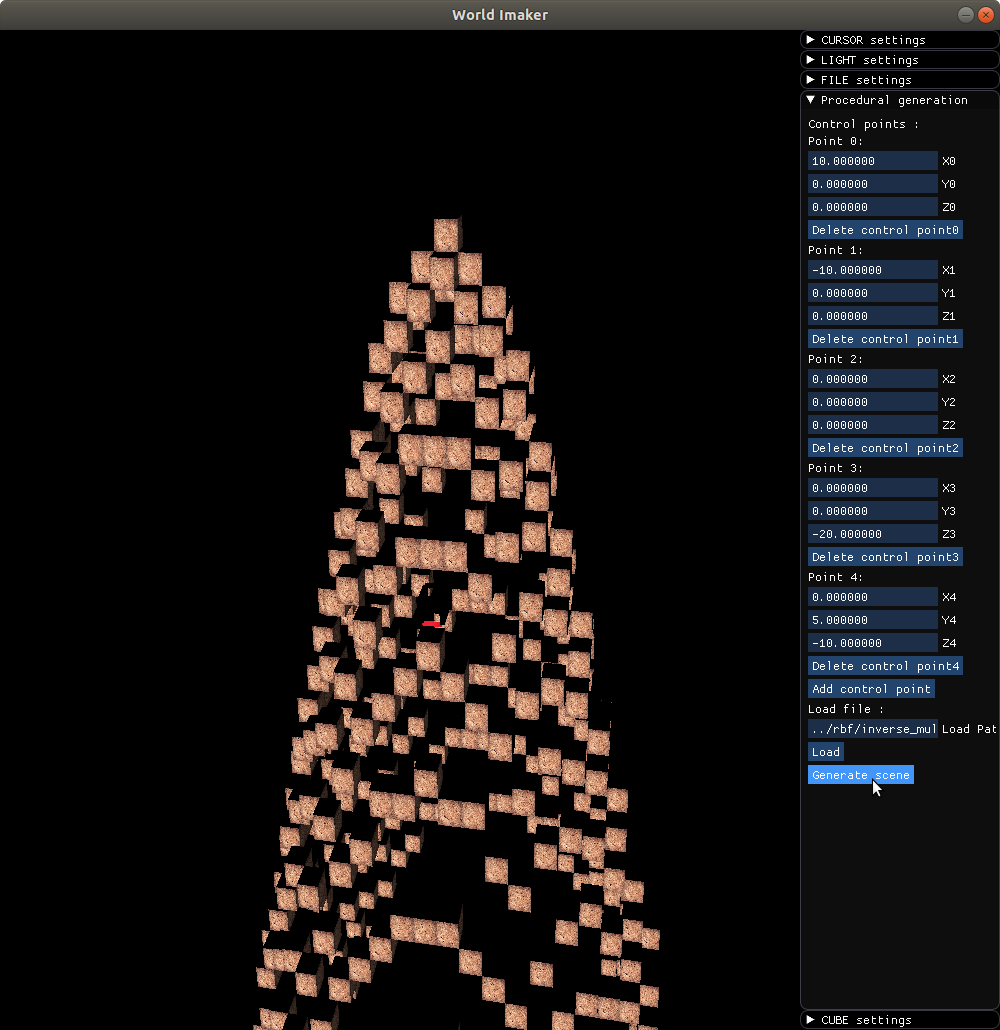 World Imaker
CURSOR settings
LIGHT settings
FILE settings
Procedural generation
Control points :
Point 0:
10.000000 X0
0.000000 Y0
0.000000 Z0
Delete control point0
Point 1:
-10.000000 X1
0.000000 Y1
0.000000 Z1
Delete control point1
Point 2:
0.000000 X2
0.000000 Y2
0.000000 Z2
Delete control point2
Point 3:
0.000000 X3
0.000000 Y3
-20.000000 Z3
Delete control point3
Point 4:
0.000000 X4
5.000000 Y4
-10.000000 Z4
Delete control point4
Add control point
Load file :
../rbf/inverse_mul Load Pat
Load
Generate scene
CUBE settings